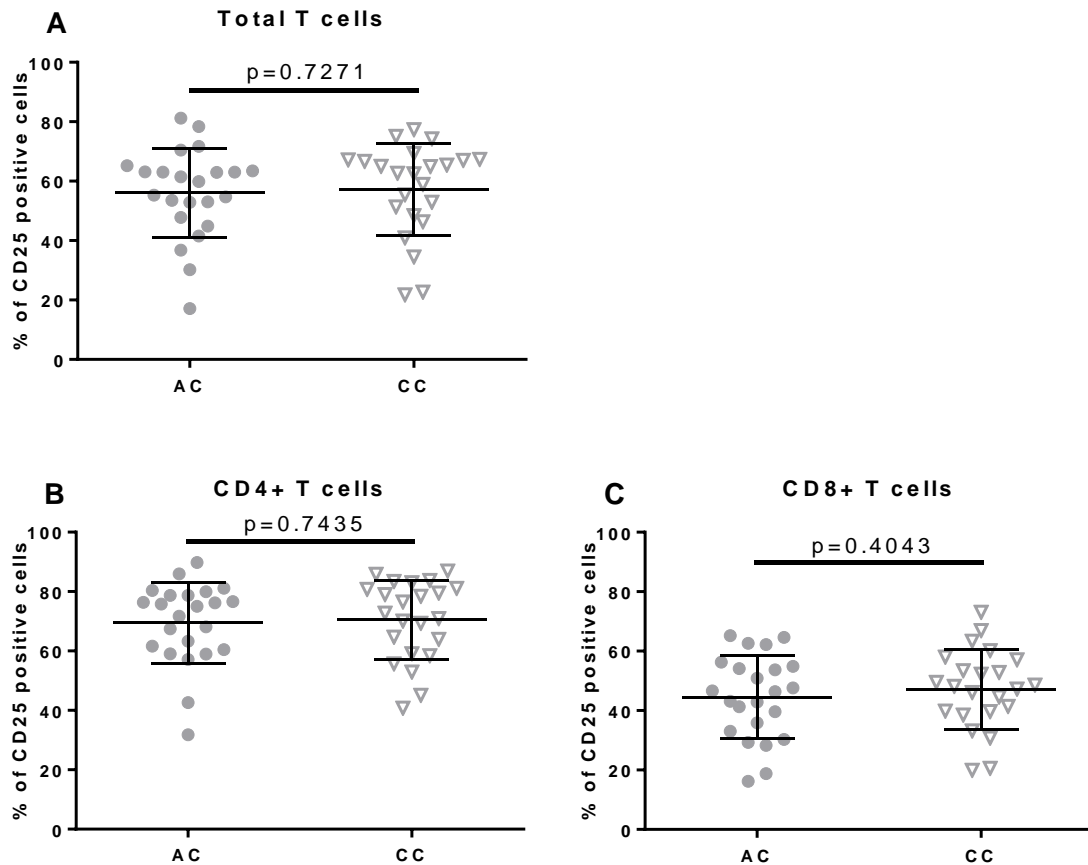 A
Total T cells
p=0.7271
% of CD25 positive cells
100
80
60
40
20
0
AC
CC
B
CD4+ T cells
p=0.7435
% of CD25 positive cells
100
80
60
40
20
0
AC
CC
C
CD8+ T cells
p=0.4043
% of CD25 positive cells
100
80
60
40
20
0
AC
CC